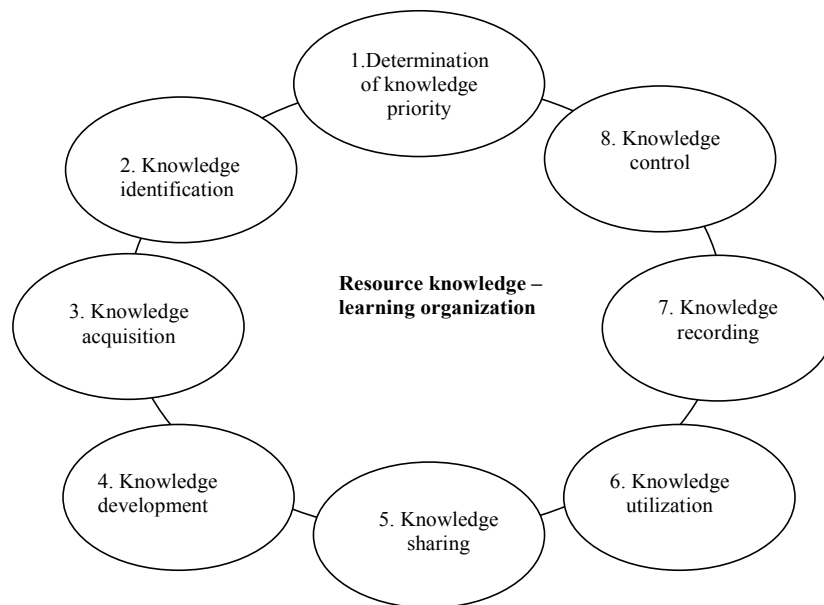 1.Determination
of knowledge
priority
2. Knowledge
identification
3. Knowledge
acquisition
4. Knowledge
development
5. Knowledge
sharing
6. Knowledge
utilization
7. Knowledge
recording
8. Knowledge
control
Resource knowledge –
learning organization